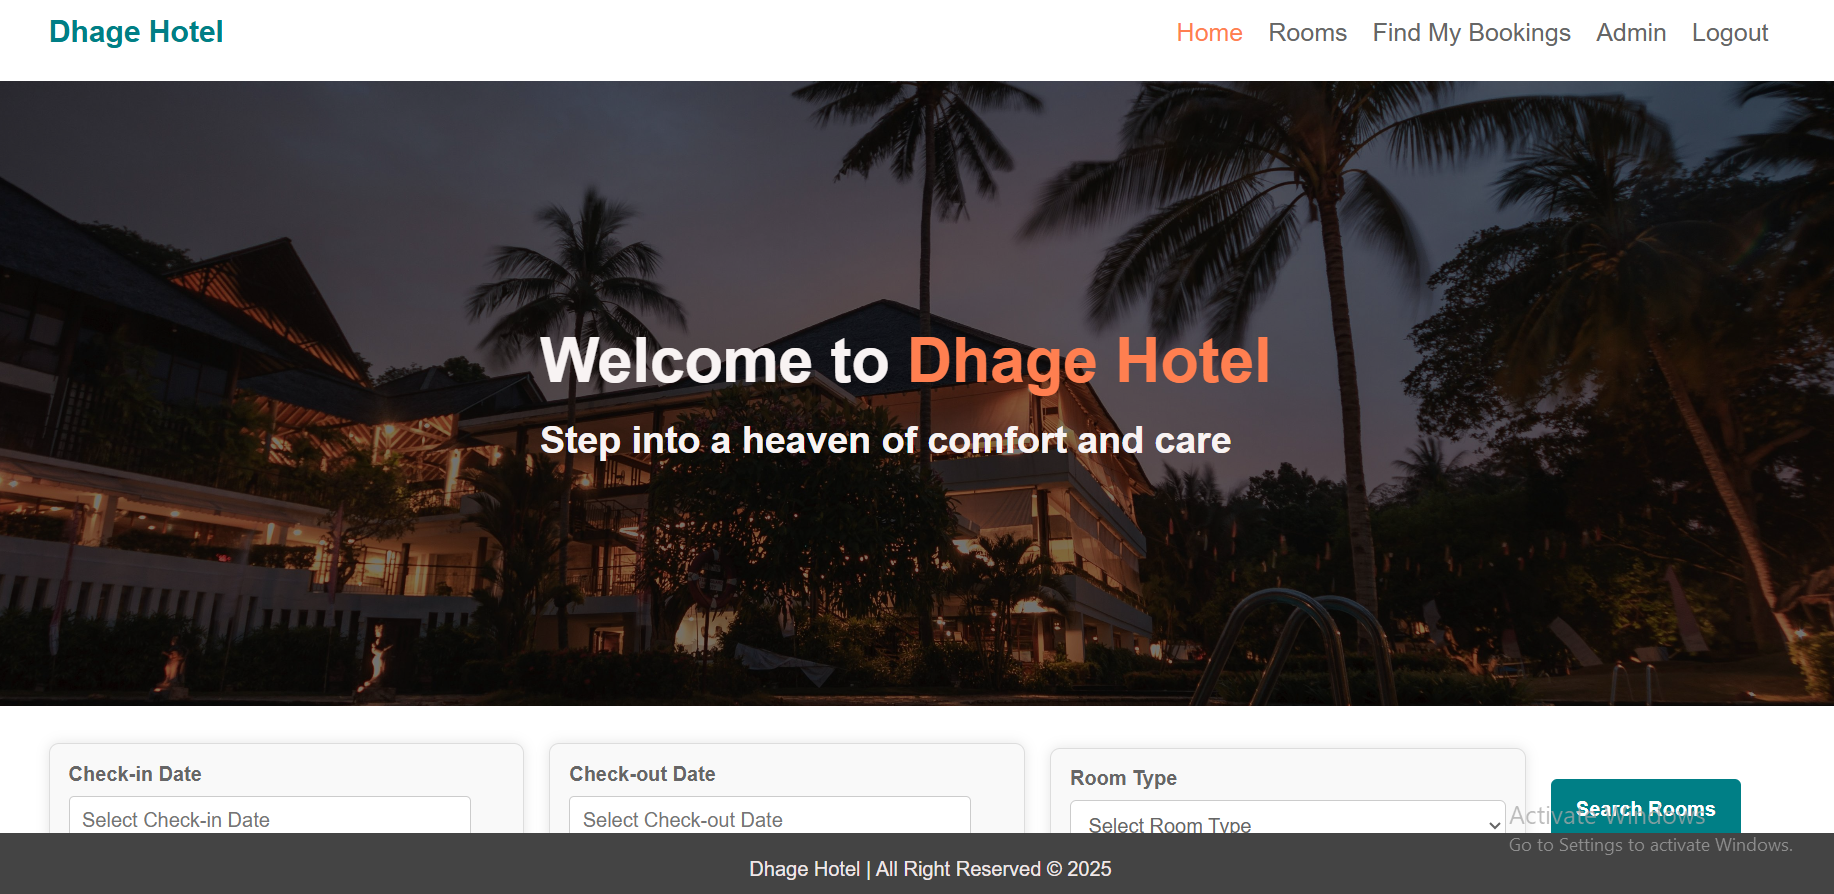 Dhage Hotel
Home Rooms Find My Bookings Admin Logout
Welcome to Dhage Hotel
Step into a heaven of comfort and care
Check-in Date
Select Check-in Date
Check-out Date
Select Check-out Date
Room Type
Select Room Type
Search Rooms
Activate Windows
Go to Settings to activate Windows.
Dhage Hotel | All Right Reserved © 2025